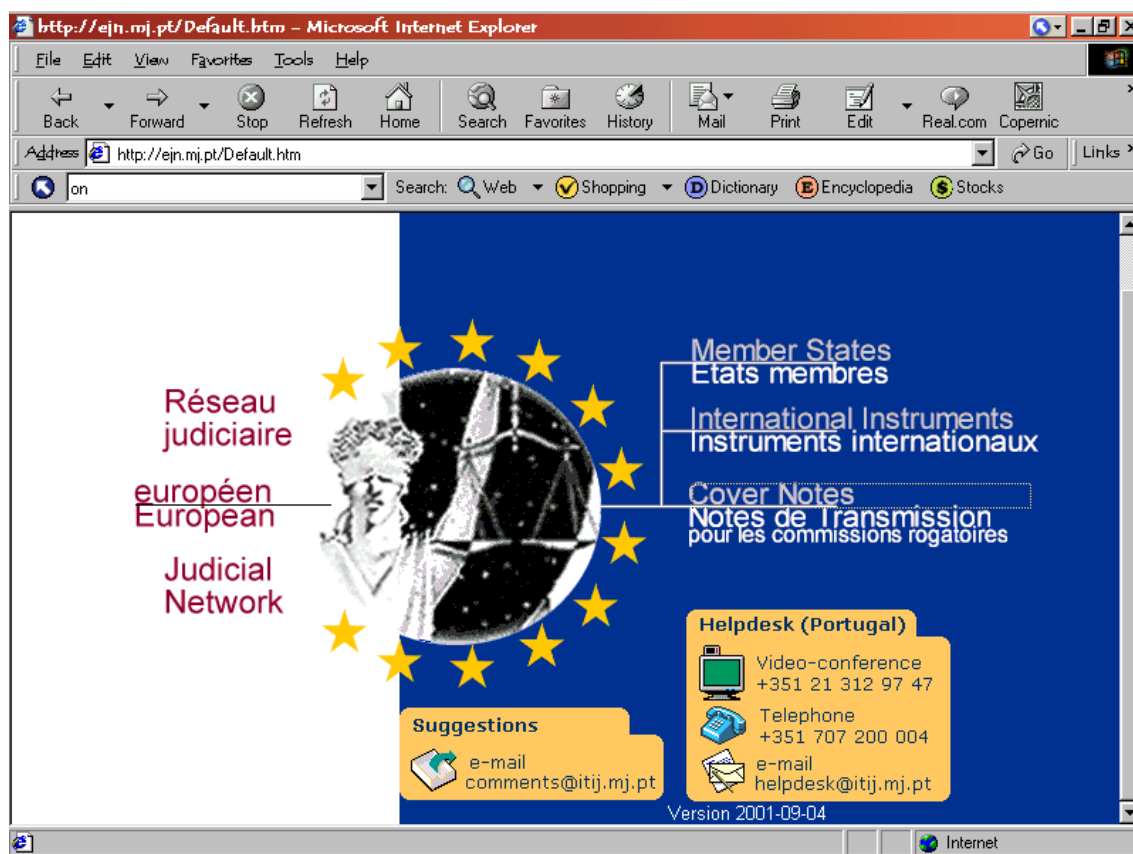 http://ejn.mj.pt/Default.htm - Microsoft Internet Explorer
File Edit View Favorites Tools Help
Back Forward Stop Refresh Home Search Favorites History Mail Print Edit Real.com Copernic
Address http://ejn.mj.pt/Default.htm Go Links
on Search: Web Shopping D Dictionary E Encyclopedia $ Stocks
Réseau
judiciaire
européen
European
Judicial
Network
Member States
Etats membres
International Instruments
Instruments internationaux
Cover Notes
Notes de Transmission
pour les commissions rogatoires
Helpdesk (Portugal)
Video-conference
+351 21 312 97 47
Telephone
+351 707 200 004
e-mail
helpdesk@itij.mj.pt
Suggestions
e-mail
comments@itij.mj.pt
Version 2001-09-04
Internet